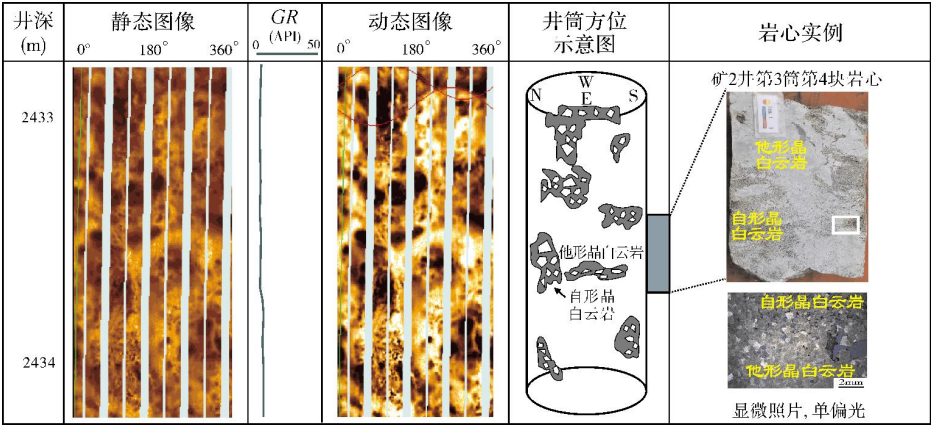 井深
(m)
静态图像
0° 180° 360°
GR
(API)
0 50
动态图像
0° 180° 360°
井筒方位
示意图
岩心实例
2433
2434
W
N S
E
他形晶白云岩
自形晶
白云岩
矿2井第3筒第4块岩心
他形晶
白云岩
自形晶
白云岩
自形晶白云岩
他形晶白云岩
2mm
显微照片, 单偏光